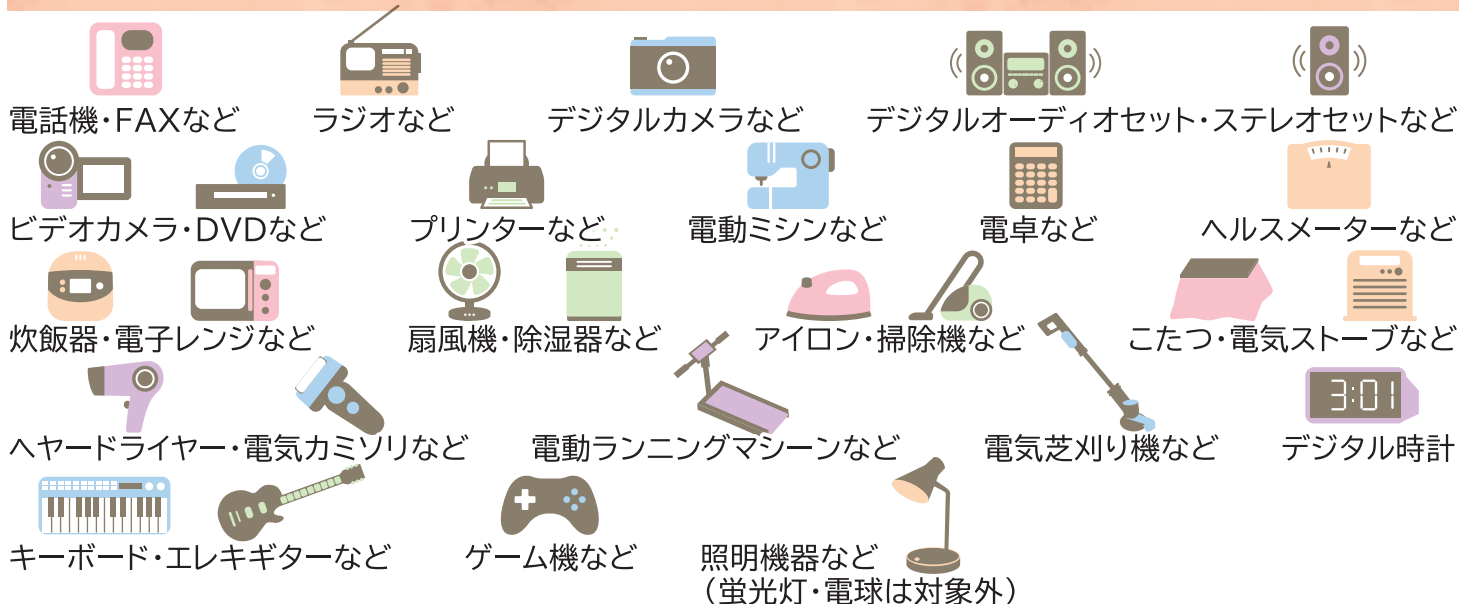 電話機・FAXなど
ラジオなど
デジタルカメラなど
デジタルオーディオセット・ステレオセットなど
ビデオカメラ・DVDなど
プリンターなど
電動ミシンなど
電卓など
ヘルスメーターなど
炊飯器・電子レンジなど
扇風機・除湿器など
アイロン・掃除機など
こたつ・電気ストーブなど
ヘヤードライヤー・電気カミソリなど
電動ランニングマシーンなど
電気芝刈り機など
3:01
デジタル時計
キーボード・エレキギターなど
ゲーム機など
照明機器など
（蛍光灯・電球は対象外）